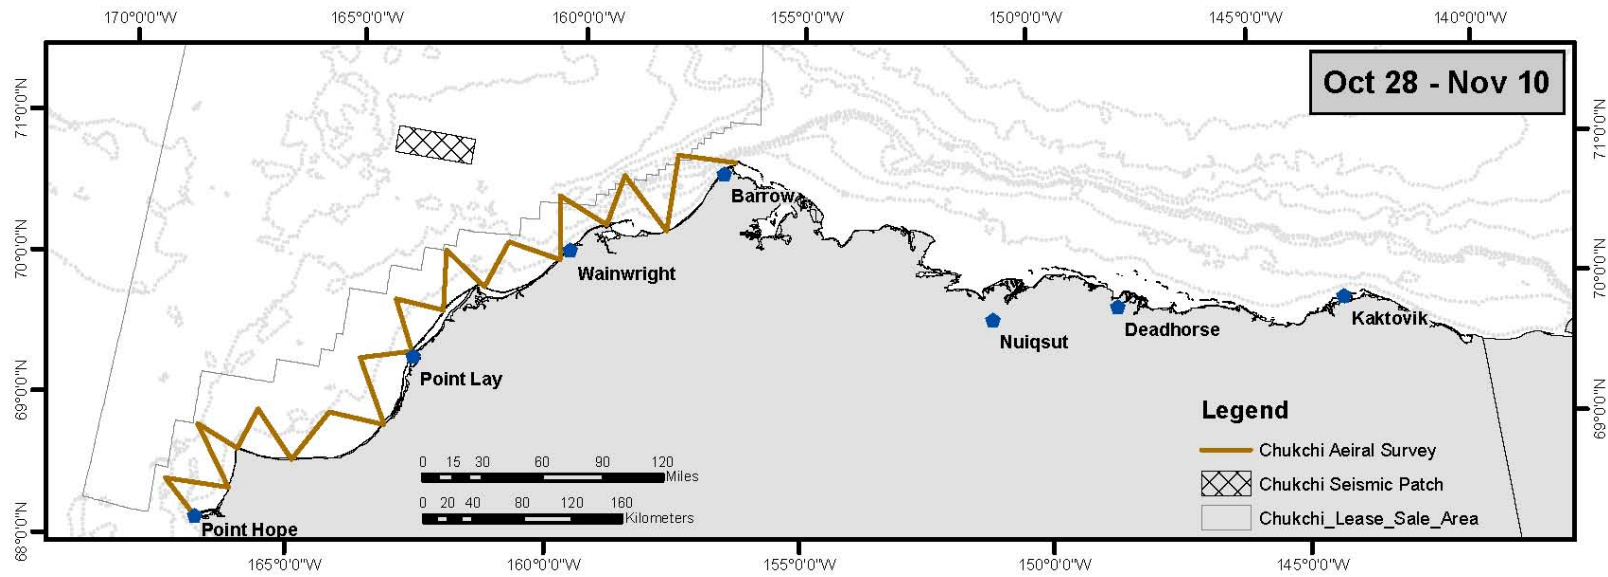 170°0'0"W 165°0'0"W 160°0'0"W 155°0'0"W 150°0'0"W 145°0'0"W 140°0'0"W
Oct 28 - Nov 10
71°0'0"N
71°0'0"N
Barrow
70°0'0"N
Wainwright
70°0'0"N
Kaktovik
Deadhorse
Nuiqsut
Point Lay
69°0'0"N
69°0'0"N
Legend
Chukchi Aeiral Survey
0 15 30 60 90 120
Miles
Chukchi Seismic Patch
0 20 40 80 120 160
Kilometers
Chukchi_Lease_Sale_Area
Point Hope
68°0'0"N
165°0'0"W 160°0'0"W 155°0'0"W 150°0'0"W 145°0'0"W